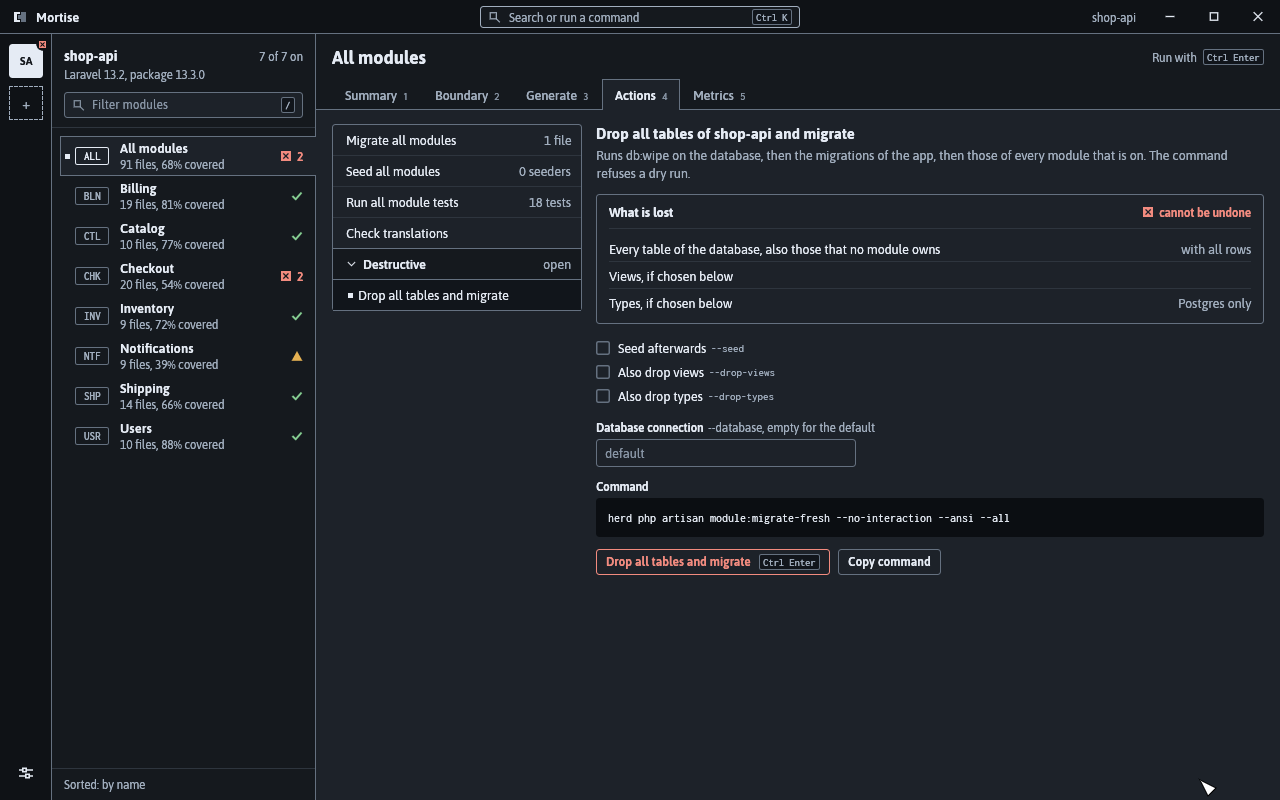 Mortise
Search or run a command Ctrl K
shop-api
SA
+
shop-api 7 of 7 on
Laravel 13.2, package 13.3.0
Filter modules /
ALL All modules 2
91 files, 68% covered
BLN Billing
19 files, 81% covered
CTL Catalog
10 files, 77% covered
CHK Checkout 2
20 files, 54% covered
INV Inventory
9 files, 72% covered
NTF Notifications
9 files, 39% covered
SHP Shipping
14 files, 66% covered
USR Users
10 files, 88% covered
Sorted: by name
All modules
Run with Ctrl Enter
Summary 1 Boundary 2 Generate 3 Actions 4 Metrics 5
Migrate all modules 1 file
Seed all modules 0 seeders
Run all module tests 18 tests
Check translations
Destructive open
Drop all tables and migrate
Drop all tables of shop-api and migrate
Runs db:wipe on the database, then the migrations of the app, then those of every module that is on. The command
refuses a dry run.
What is lost cannot be undone
Every table of the database, also those that no module owns with all rows
Views, if chosen below
Types, if chosen below Postgres only
Seed afterwards --seed
Also drop views --drop-views
Also drop types --drop-types
Database connection --database, empty for the default
default
Command
herd php artisan module:migrate-fresh --no-interaction --ansi --all
Drop all tables and migrate Ctrl Enter Copy command